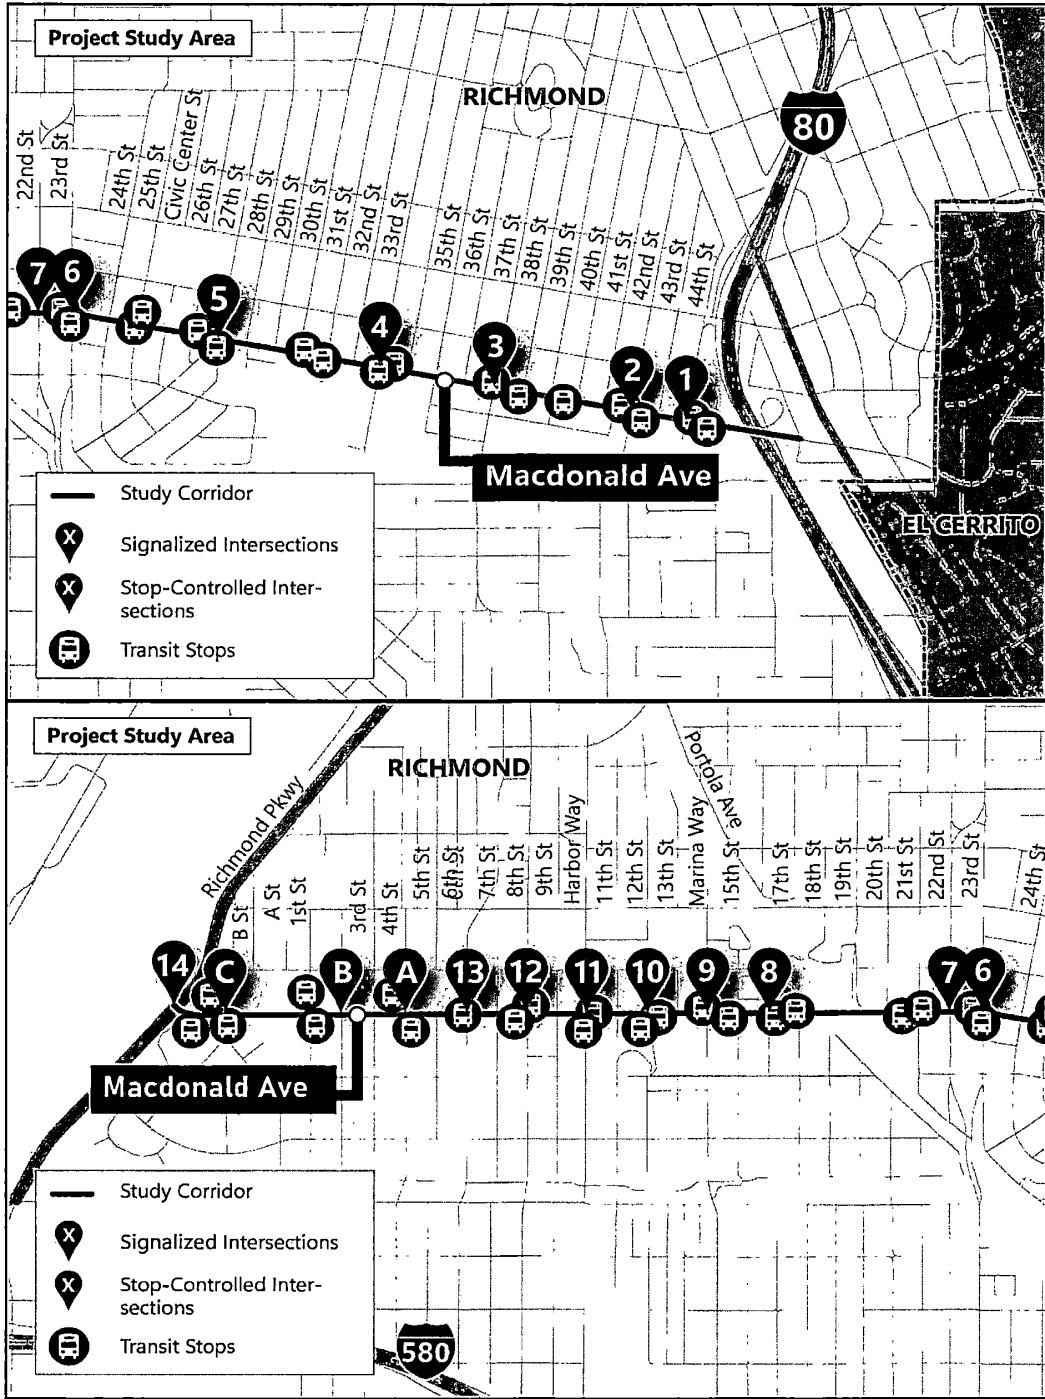 Project Study Area
RICHMOND
80
22nd St
23rd St
24th St
25th St
Civic Center St
26th St
27th St
28th St
29th St
30th St
31st St
32nd St
33rd St
35th St
36th St
37th St
38th St
39th St
40th St
41st St
42nd St
43rd St
44th St
7
6
5
4
3
2
1
Macdonald Ave
EL CERRITO
Study Corridor
X
Signalized Intersections
X
Stop-Controlled Inter-
sections
Transit Stops
Project Study Area
RICHMOND
Richmond Pkwy
Portola Ave
B St
A St
1st St
3rd St
4th St
5th St
6th St
7th St
8th St
9th St
Harbor Way
11th St
12th St
13th St
Marina Way
15th St
17th St
18th St
19th St
20th St
21st St
22nd St
23rd St
24th St
14
C
B
A
13
12
11
10
9
8
7
6
Macdonald Ave
Study Corridor
X
Signalized Intersections
X
Stop-Controlled Inter-
sections
Transit Stops
580